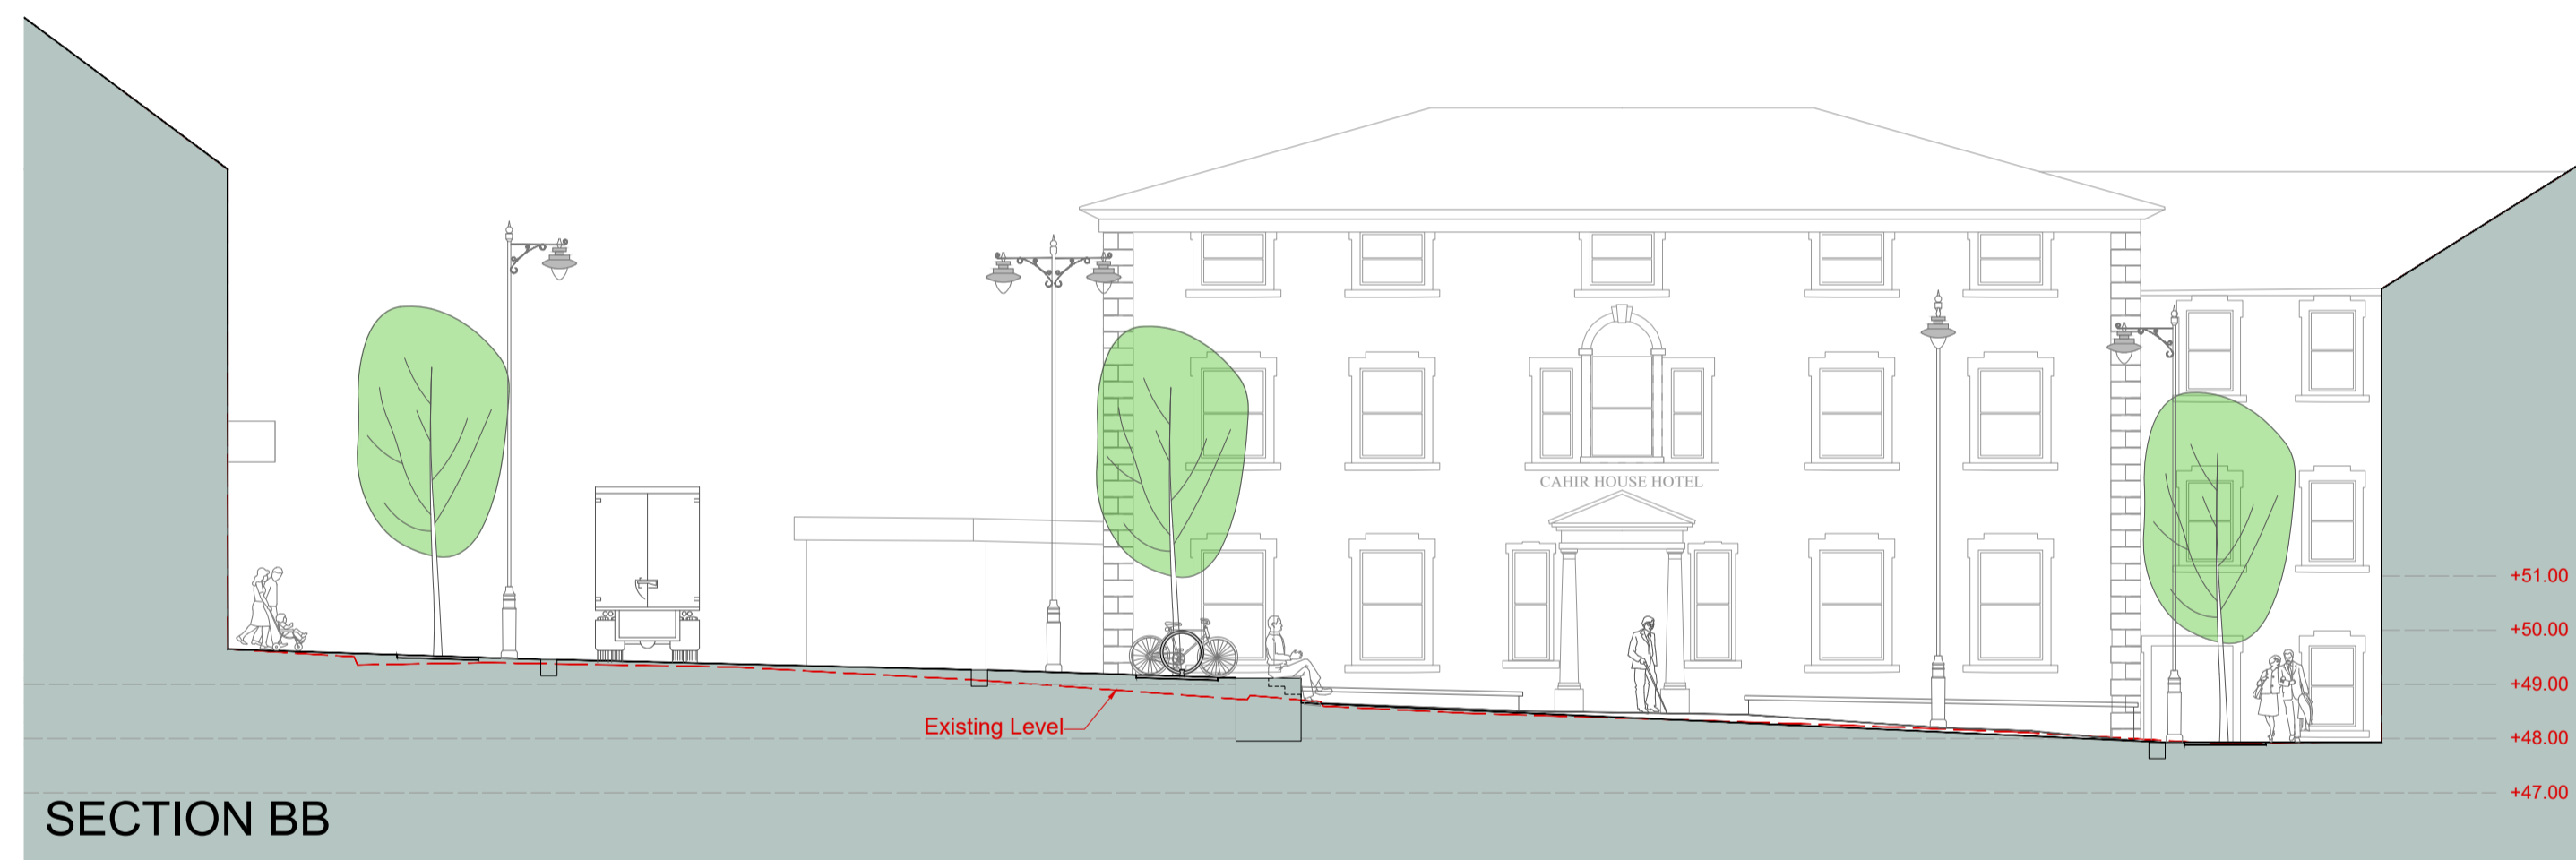 CAHIR HOUSE HOTEL
+51.00
+50.00
+49.00
Existing Level
+48.00
+47.00
SECTION BB